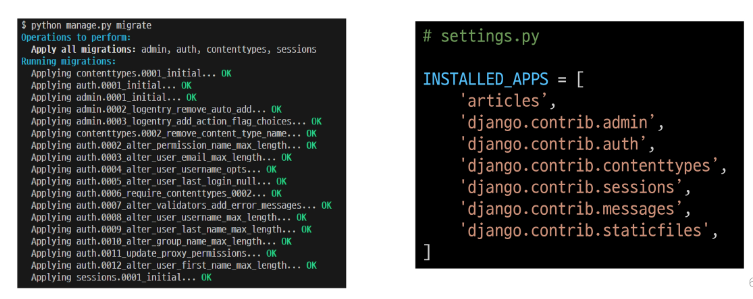 $ python manage.py migrate
Operations to perform:
  Apply all migrations: admin, auth, contenttypes, sessions
Running migrations:
  Applying contenttypes.0001_initial... OK
  Applying auth.0001_initial... OK
  Applying admin.0001_initial... OK
  Applying admin.0002_logentry_remove_auto_add... OK
  Applying admin.0003_logentry_add_action_flag_choices... OK
  Applying contenttypes.0002_remove_content_type_name... OK
  Applying auth.0002_alter_permission_name_max_length... OK
  Applying auth.0003_alter_user_email_max_length... OK
  Applying auth.0004_alter_user_username_opts... OK
  Applying auth.0005_alter_user_last_login_null... OK
  Applying auth.0006_require_contenttypes_0002... OK
  Applying auth.0007_alter_validators_add_error_messages... OK
  Applying auth.0008_alter_user_username_max_length... OK
  Applying auth.0009_alter_user_last_name_max_length... OK
  Applying auth.0010_alter_group_name_max_length... OK
  Applying auth.0011_update_proxy_permissions... OK
  Applying auth.0012_alter_user_first_name_max_length... OK
  Applying sessions.0001_initial... OK
# settings.py
INSTALLED_APPS = [
    'articles',
    'django.contrib.admin',
    'django.contrib.auth',
    'django.contrib.contenttypes',
    'django.contrib.sessions',
    'django.contrib.messages',
    'django.contrib.staticfiles',
]